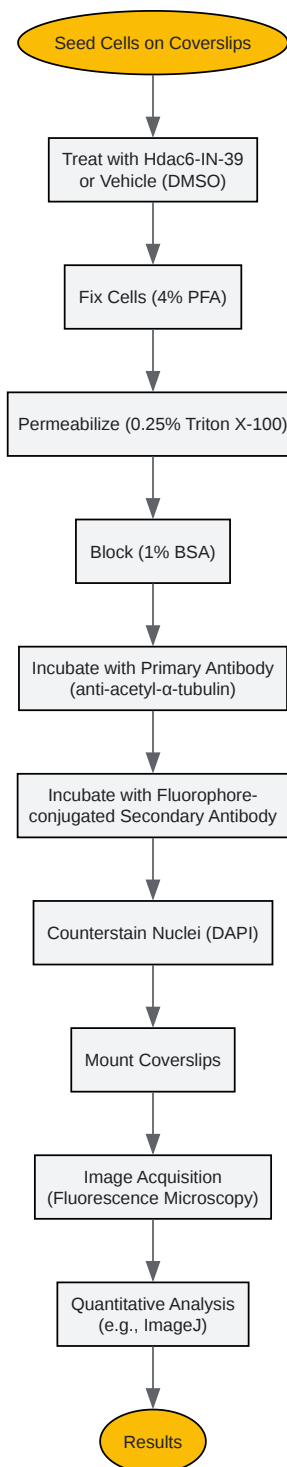 Seed Cells on Coverslips
Treat with Hdac6-IN-39
or Vehicle (DMSO)
Fix Cells (4% PFA)
Permeabilize (0.25% Triton X-100)
Block (1% BSA)
Incubate with Primary Antibody
(anti-acetyl-α-tubulin)
Incubate with Fluorophore-
conjugated Secondary Antibody
Counterstain Nuclei (DAPI)
Mount Coverslips
Image Acquisition
(Fluorescence Microscopy)
Quantitative Analysis
(e.g., ImageJ)
Results